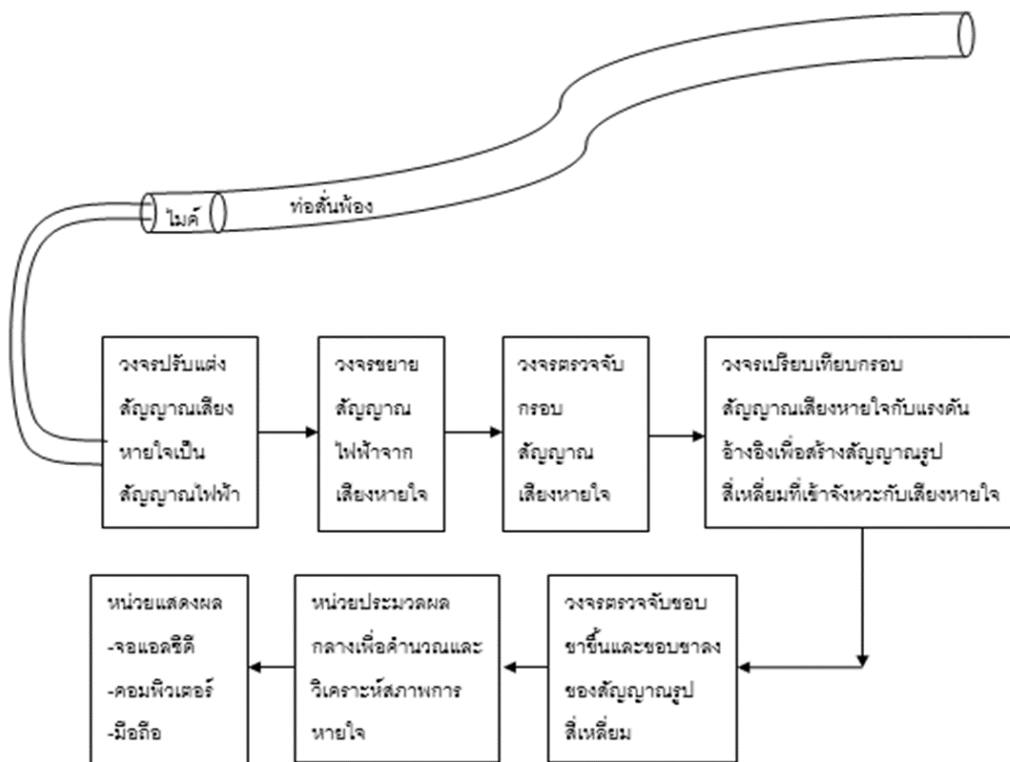 ไมค์
ท่อสั่นพ้อง
วงจรปรับแต่ง
สัญญาณเสียง
หายใจเป็น
สัญญาณไฟฟ้า
วงจรขยาย
สัญญาณ
ไฟฟ้าจาก
เสียงหายใจ
วงจรตรวจจับ
กรอบ
สัญญาณ
เสียงหายใจ
วงจรเปรียบเทียบกรอบ
สัญญาณเสียงหายใจกับแรงดัน
อ้างอิงเพื่อสร้างสัญญาณรูป
สี่เหลี่ยมที่เข้าจังหวะกับเสียงหายใจ
วงจรตรวจจับขอบ
ขาขึ้นและขอบขาลง
ของสัญญาณรูป
สี่เหลี่ยม
หน่วยประมวลผล
กลางเพื่อคำนวณและ
วิเคราะห์สภาพการ
หายใจ
หน่วยแสดงผล
-จอแอลซีดี
-คอมพิวเตอร์
-มือถือ